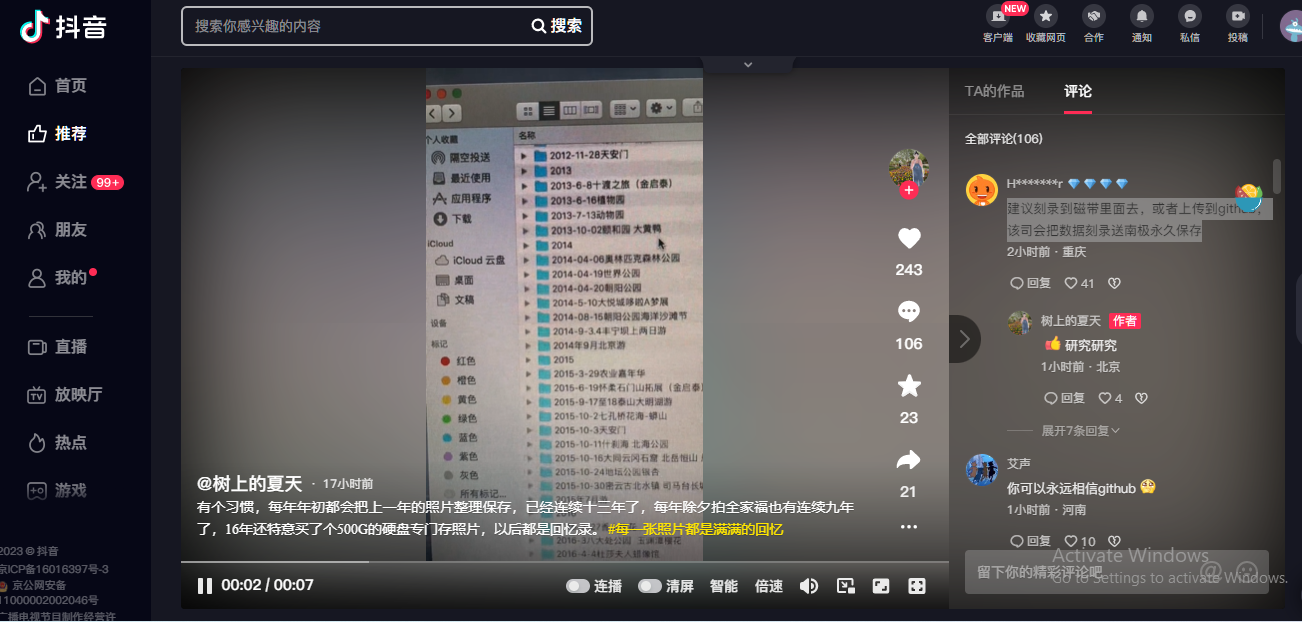 抖音
搜索你感兴趣的内容
搜索
NEW
客户端
收藏网页
合作
通知
私信
投稿
首页
推荐
关注 99+
朋友
我的
直播
放映厅
热点
游戏
2023 © 抖音
京ICP备16016397号-3
京公网安备
11000002002046号
广播电视节目制作经营许
个人收藏
隔空投送
最近使用
应用程序
下载
iCloud
iCloud 云盘
桌面
文稿
设备
标记
红色
橙色
黄色
绿色
蓝色
紫色
灰色
所有标记...
名称
2012-11-28天安门
2013
2013-6-8十渡之旅（金启泰）
2013-6-16植物园
2013-7-13动物园
2013-10-02颐和园 大黄鸭
2014
2014-04-06奥林匹克森林公园
2014-04-19世界公园
2014-04-20朝阳公园
2014-5-10大悦城哆啦A梦展
2014-08-16朝阳公园海洋沙滩节
2014-9-3.4丰宁坝上两日游
2014年9月北京游
2015
2015-3-29农业嘉年华
2015-6-19怀柔石门山拓展（金启泰
2015-9-17至18泰山大明湖游
2015-10-2七孔桥花海-蟒山
2015-10-3天安门
2015-10-11什刹海 北海公园
2015-10-16大同云冈石窟 北岳恒山
2015-10-24地坛公园银杏
2015-10-30密云古北水镇 司马台长
2016
2016-4-4杜莎夫人蜡像馆
243
106
23
21
@树上的夏天 · 17小时前
有个习惯，每年年初都会把上一年的照片整理保存，已经连续十三年了，每年除夕拍全家福也有连续九年
了，16年还特意买了个500G的硬盘专门存照片，以后都是回忆录。#每一张照片都是满满的回忆
00:02 / 00:07
连播
清屏
智能
倍速
TA的作品
评论
全部评论(106)
H*******r
建议刻录到磁带里面去，或者上传到github，
该司会把数据刻录送南极永久保存
2小时前 · 重庆
回复 41
树上的夏天 作者
研究研究
1小时前 · 北京
回复 4
展开7条回复
艾声
你可以永远相信github
1小时前 · 河南
回复 10
留下你的精彩评论吧
Activate Windows
Go to Settings to activate Windows.